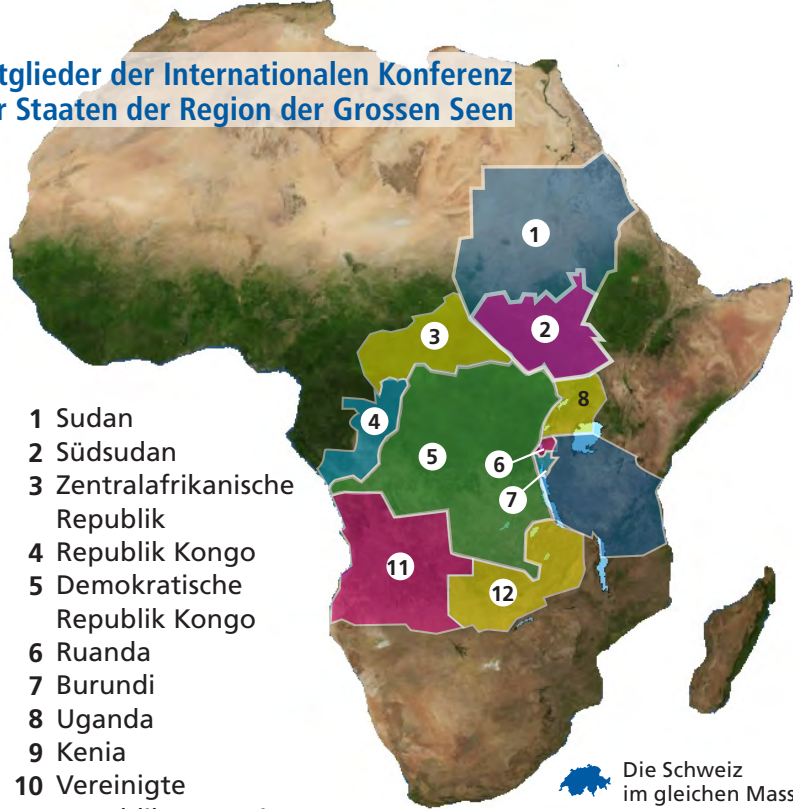 tglieder der Internationalen Konferenz
r Staaten der Region der Grossen Seen
1
2
3
4
5
6
7
8
11
12
1 Sudan
2 Südsudan
3 Zentralafrikanische
Republik
4 Republik Kongo
5 Demokratische
Republik Kongo
6 Ruanda
7 Burundi
8 Uganda
9 Kenia
10 Vereinigte
Die Schweiz
im gleichen Mass